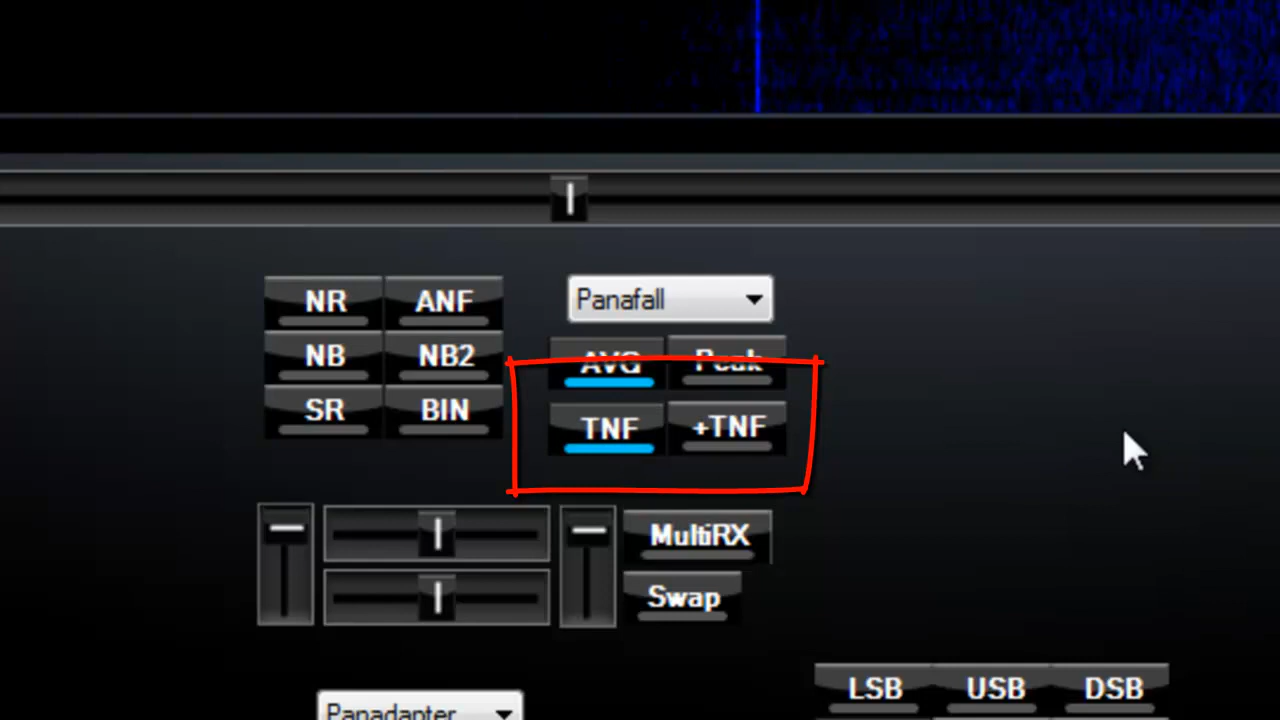 NR ANF Panafall
NB NB2 AVG Peak
SR BIN TNF +TNF
MultiRX
Swap
LSB USB DSB
Panadapter